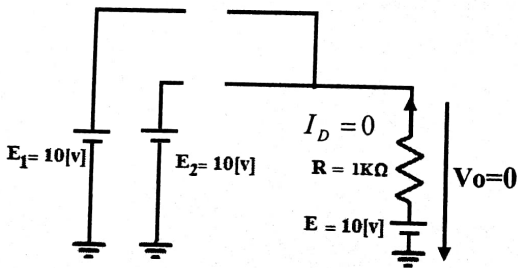 I_D = 0
E₁= 10[v]
E₂= 10[v]
R = 1KΩ
Vo=0
E = 10[v]